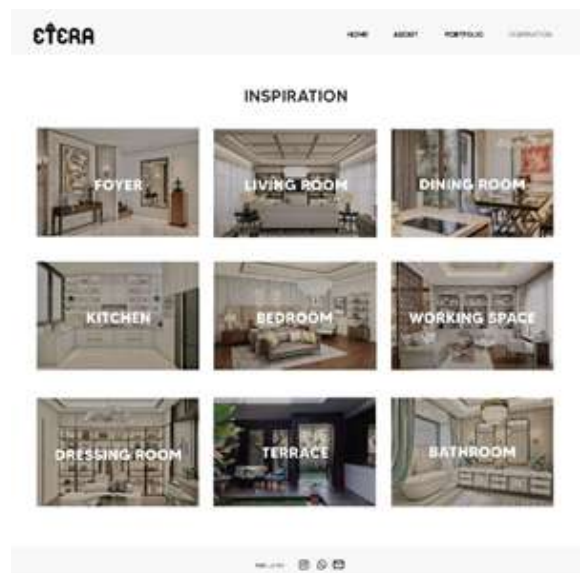 ETERA
HOME ABOUT PORTFOLIO INSPIRATION
INSPIRATION
FOYER LIVING ROOM DINING ROOM
KITCHEN BEDROOM WORKING SPACE
DRESSING ROOM TERRACE BATHROOM